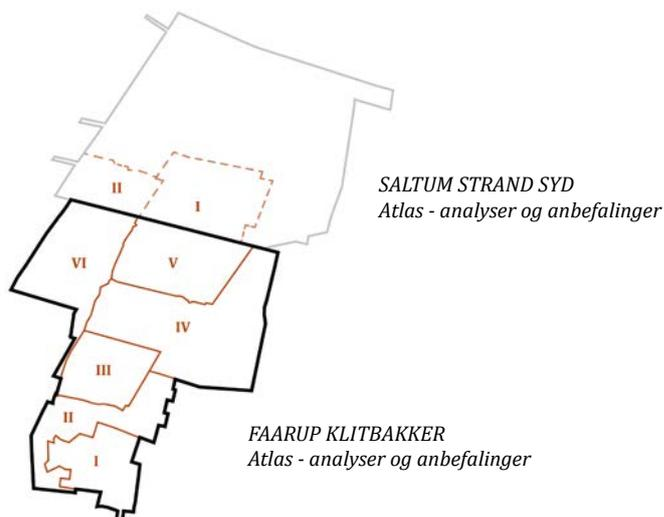 II
I
SALTUM STRAND SYD
Atlas - analyser og anbefalinger
VI
V
IV
III
II
I
FAARUP KLITBAKKER
Atlas - analyser og anbefalinger